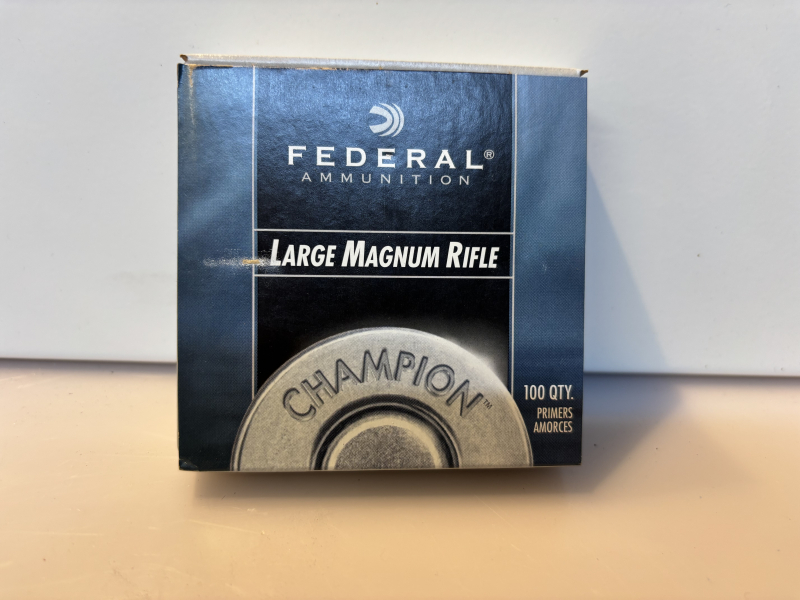 FEDERAL®
AMMUNITION
LARGE MAGNUM RIFLE
CHAMPION™
100 QTY.
PRIMERS
AMORCES